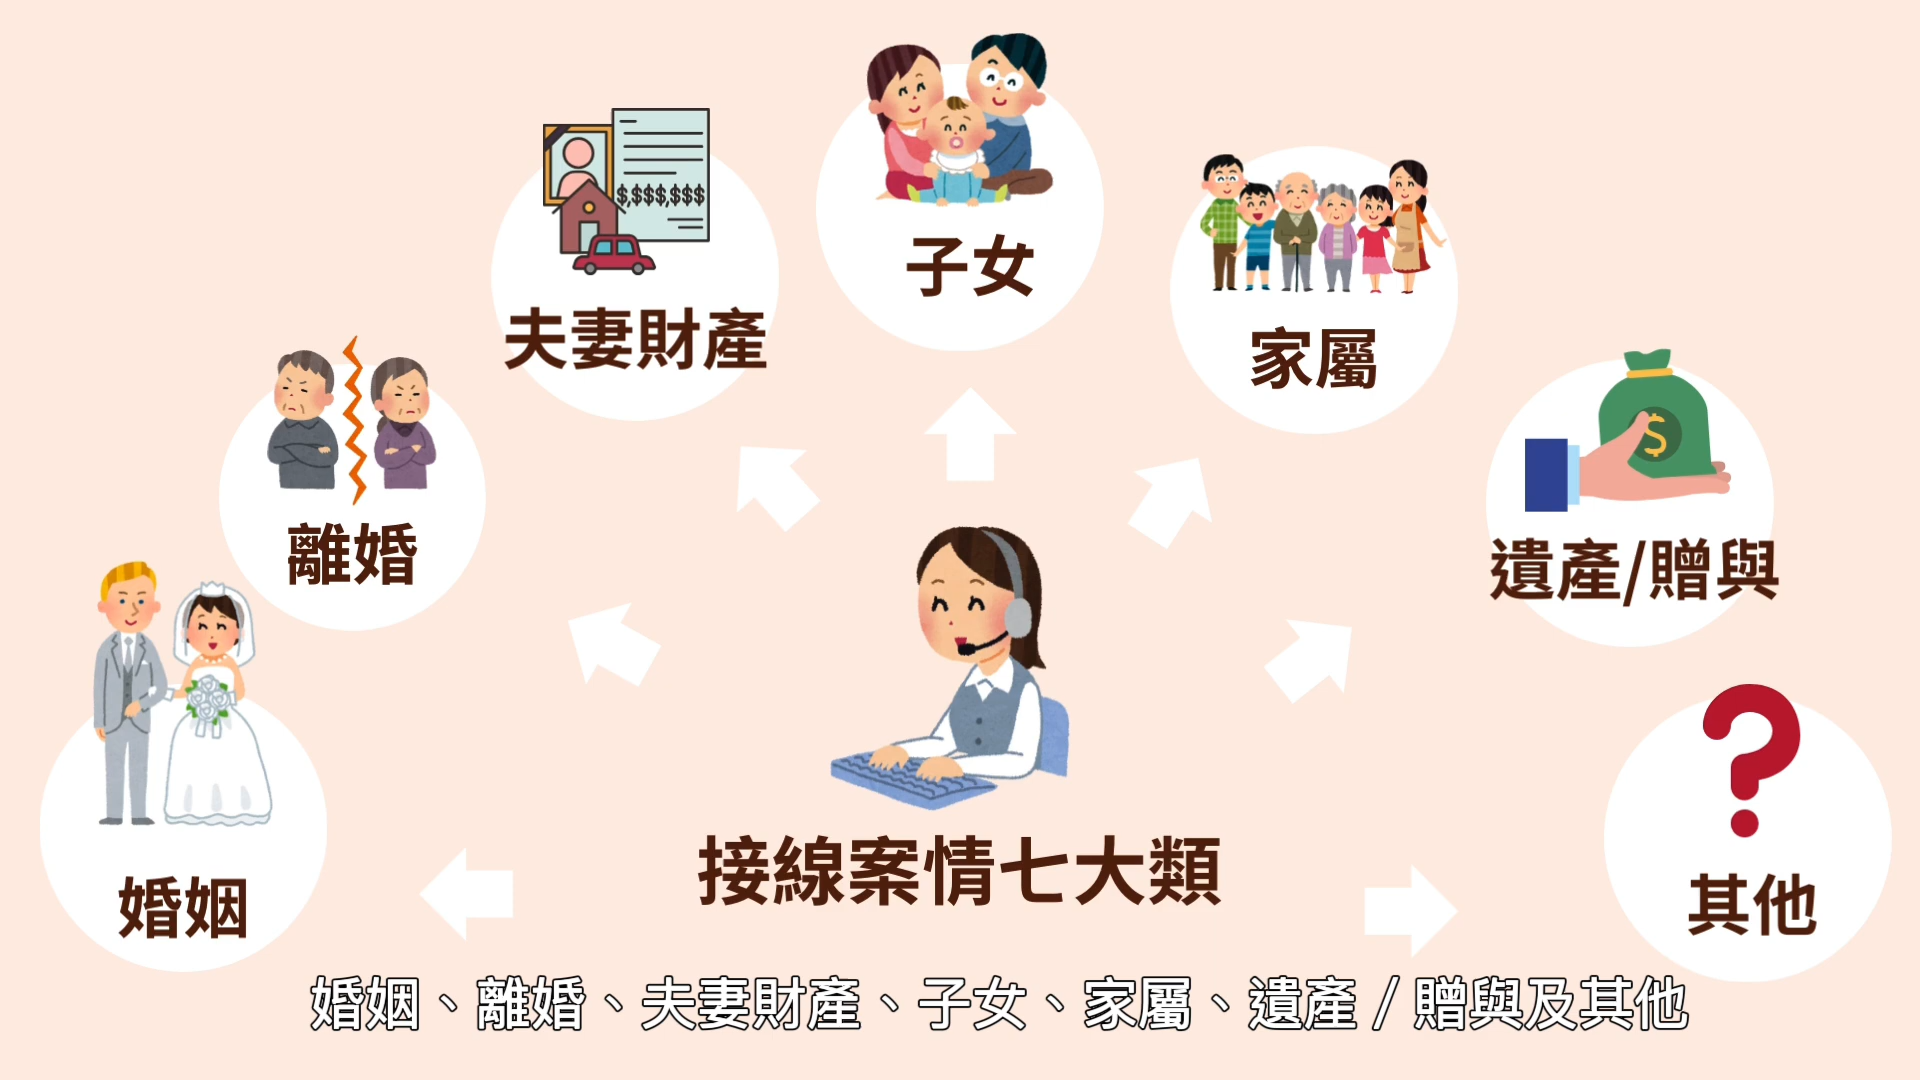 子女
夫妻財產
$,$$$,$$$
家屬
離婚
遺產/贈與
$
婚姻
其他
接線案情七大類
婚姻、離婚、夫妻財產、子女、家屬、遺產/贈與及其他